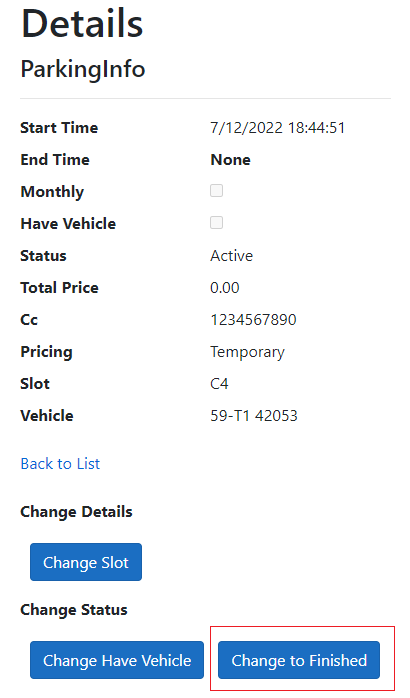 Details
ParkingInfo
Start Time 7/12/2022 18:44:51
End Time None
Monthly
Have Vehicle
Status Active
Total Price 0.00
Cc 1234567890
Pricing Temporary
Slot C4
Vehicle 59-T1 42053
Back to List
Change Details
Change Slot
Change Status
Change Have Vehicle Change to Finished